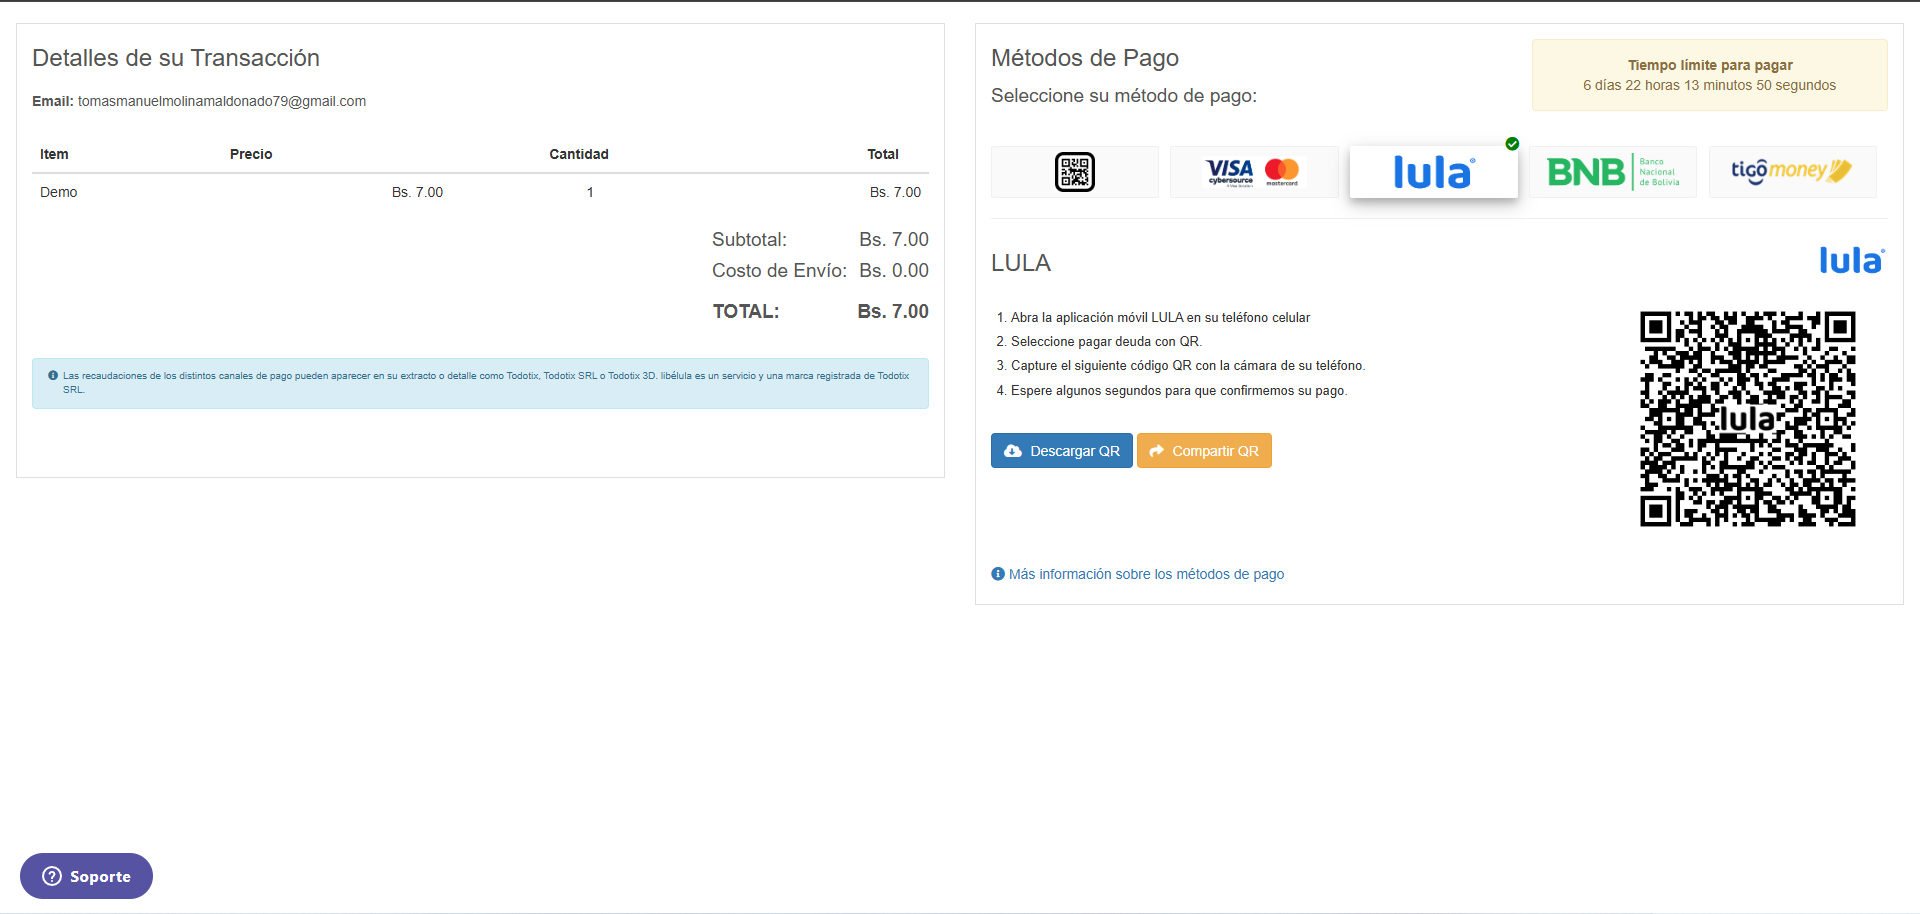 Detalles de su Transacción
Email: tomasmanuelmolinamaldonado79@gmail.com
Item Precio Cantidad Total
Demo Bs. 7.00 1 Bs. 7.00
Subtotal: Bs. 7.00
Costo de Envío: Bs. 0.00
TOTAL: Bs. 7.00
Las recaudaciones de los distintos canales de pago pueden aparecer en su extracto o detalle como Todotix, Todotix SRL o Todotix 3D. libélula es un servicio y una marca registrada de Todotix
SRL.
Métodos de Pago
Seleccione su método de pago:
Tiempo límite para pagar
6 días 22 horas 13 minutos 50 segundos
VISA
cybersource
A Visa Solution
mastercard
lula
BNB
Banco
Nacional
de Bolivia
tigo money
LULA
lula
1. Abra la aplicación móvil LULA en su teléfono celular
2. Seleccione pagar deuda con QR.
3. Capture el siguiente código QR con la cámara de su teléfono.
4. Espere algunos segundos para que confirmemos su pago.
lula
Descargar QR
Compartir QR
Más información sobre los métodos de pago
Soporte